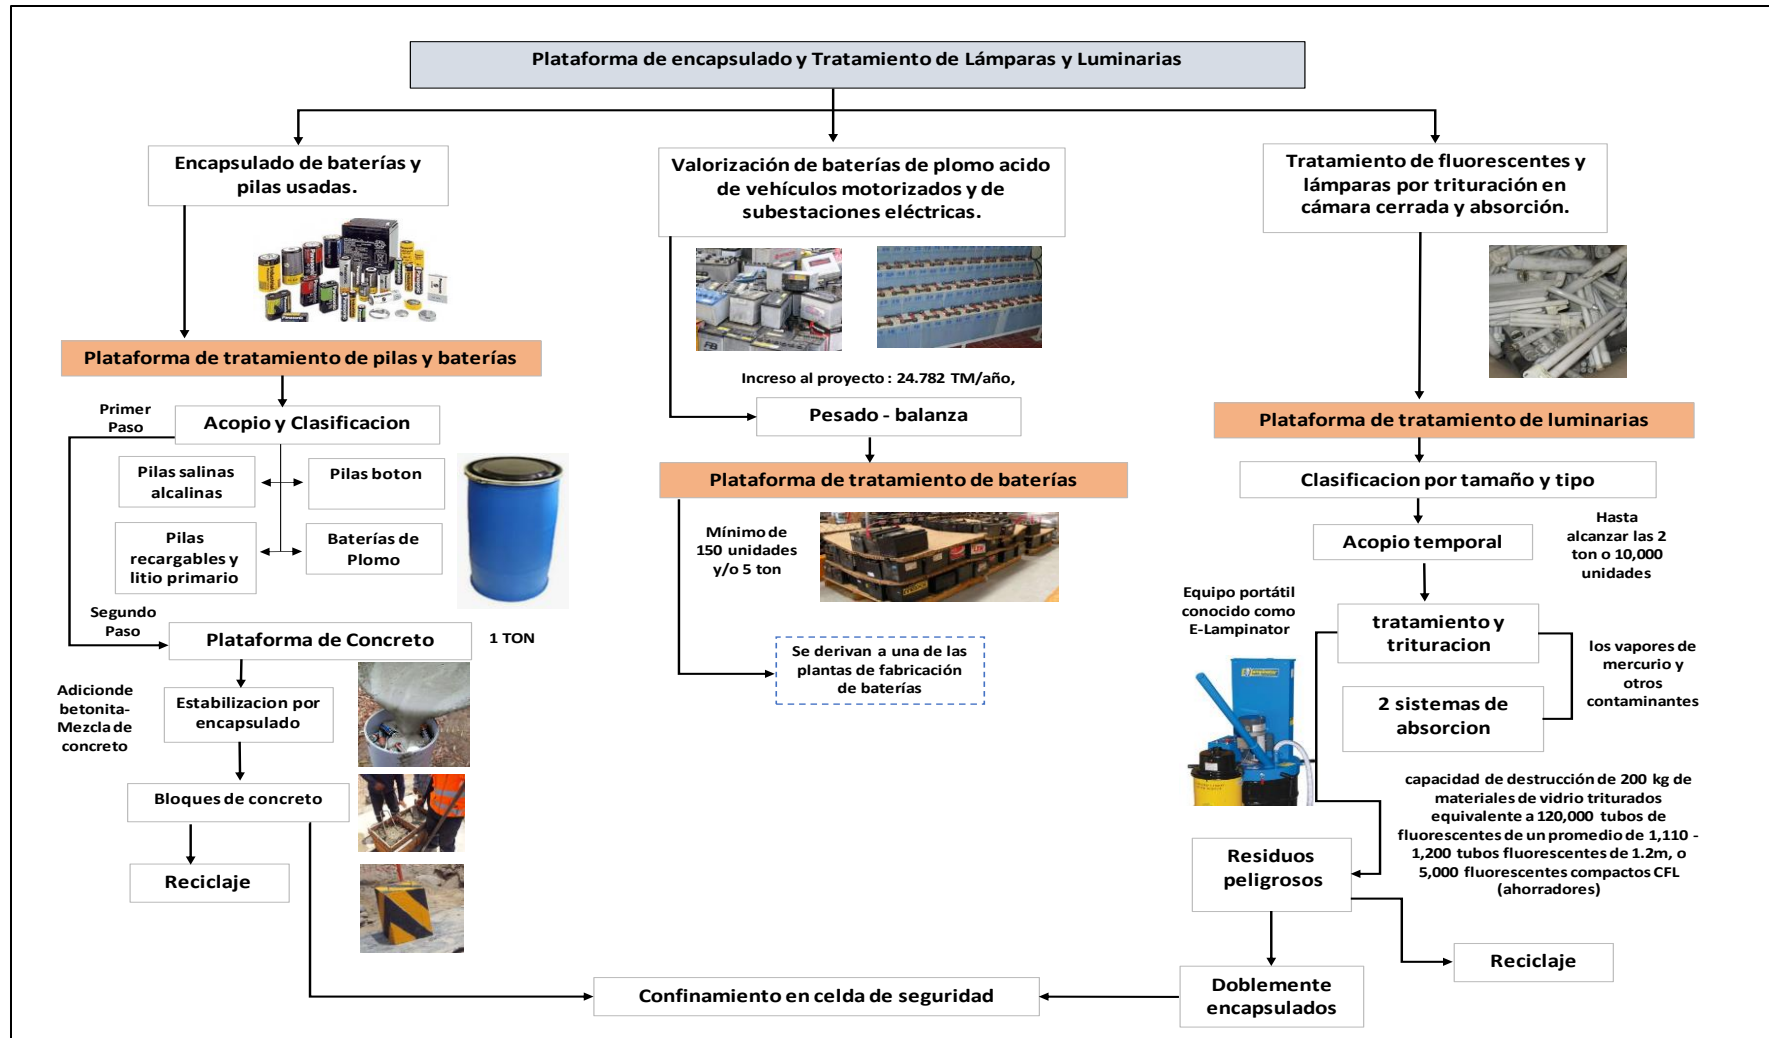 Plataforma de encapsulado y Tratamiento de Lámparas y Luminarias
Encapsulado de baterías y
pilas usadas.
Plataforma de tratamiento de pilas y baterías
Primer
Paso
Acopio y Clasificacion
Pilas salinas
alcalinas
Pilas boton
Pilas
recargables y
litio primario
Baterías de
Plomo
Segundo
Paso
Plataforma de Concreto
1 TON
Adicionde
betonita-
Mezcla de
concreto
Estabilizacion por
encapsulado
Bloques de concreto
Reciclaje
Valorización de baterías de plomo acido
de vehículos motorizados y de
subestaciones eléctricas.
Increso al proyecto : 24.782 TM/año,
Pesado - balanza
Plataforma de tratamiento de baterías
Mínimo de
150 unidades
y/o 5 ton
Se derivan a una de las
plantas de fabricación
de baterías
Tratamiento de fluorescentes y
lámparas por trituración en
cámara cerrada y absorción.
Plataforma de tratamiento de luminarias
Clasificacion por tamaño y tipo
Acopio temporal
Hasta
alcanzar las 2
ton o 10,000
unidades
Equipo portátil
conocido como
E-Lampinator
tratamiento y
trituracion
los vapores de
mercurio y
otros
contaminantes
2 sistemas de
absorcion
capacidad de destrucción de 200 kg de
materiales de vidrio triturados
equivalente a 120,000 tubos de
fluorescentes de un promedio de 1,110 -
1,200 tubos fluorescentes de 1.2m, o
5,000 fluorescentes compactos CFL
(ahorradores)
Residuos
peligrosos
Reciclaje
Doblemente
encapsulados
Confinamiento en celda de seguridad